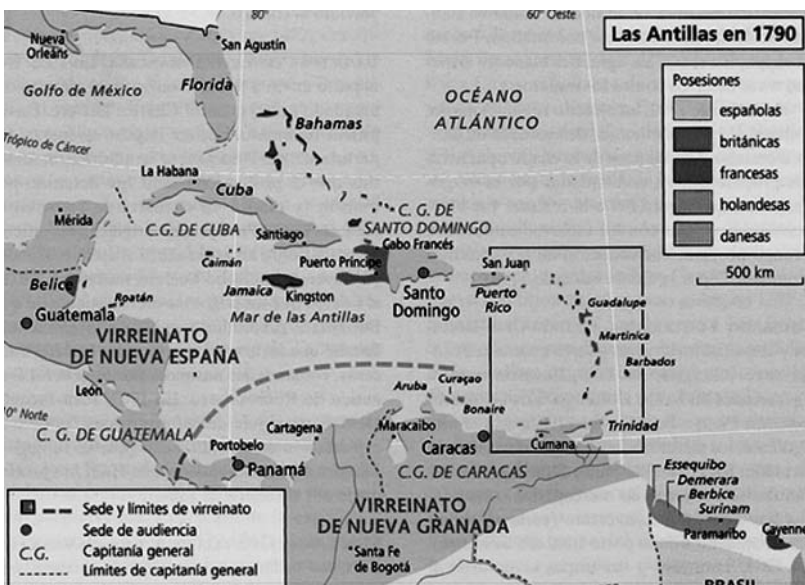 Las Antillas en 1790
80°
60° Oeste
Nueva
Orleáns
San Agustín
Golfo de México
Florida
OCÉANO
ATLÁNTICO
Bahamas
Trópico de Cáncer
La Habana
Cuba
Mérida
C.G. DE CUBA
C. G. DE
SANTO DOMINGO
Santiago
Cabo Francés
Caimán
Puerto Príncipe
San Juan
Belice
Roatán
Jamaica
Kingston
Santo
Domingo
Puerto
Rico
Guadalupe
Guatemala
Mar de las Antillas
Martinica
VIRREINATO
DE NUEVA ESPAÑA
Barbados
Curaçao
Aruba
Bonaire
León
Trinidad
10° Norte
C. G. DE GUATEMALA
Cartagena
Maracaibo
Caracas
Cumana
Portobelo
Panamá
C.G. DE CARACAS
VIRREINATO
DE NUEVA GRANADA
Santa Fe
de Bogotá
Essequibo
Demerara
Berbice
Surinam
Paramaribo
Cayenne
BRASIL
Posesiones
españolas
británicas
francesas
holandesas
danesas
500 km
Sede y límites de virreinato
Sede de audiencia
C.G. Capitanía general
Límites de capitanía general